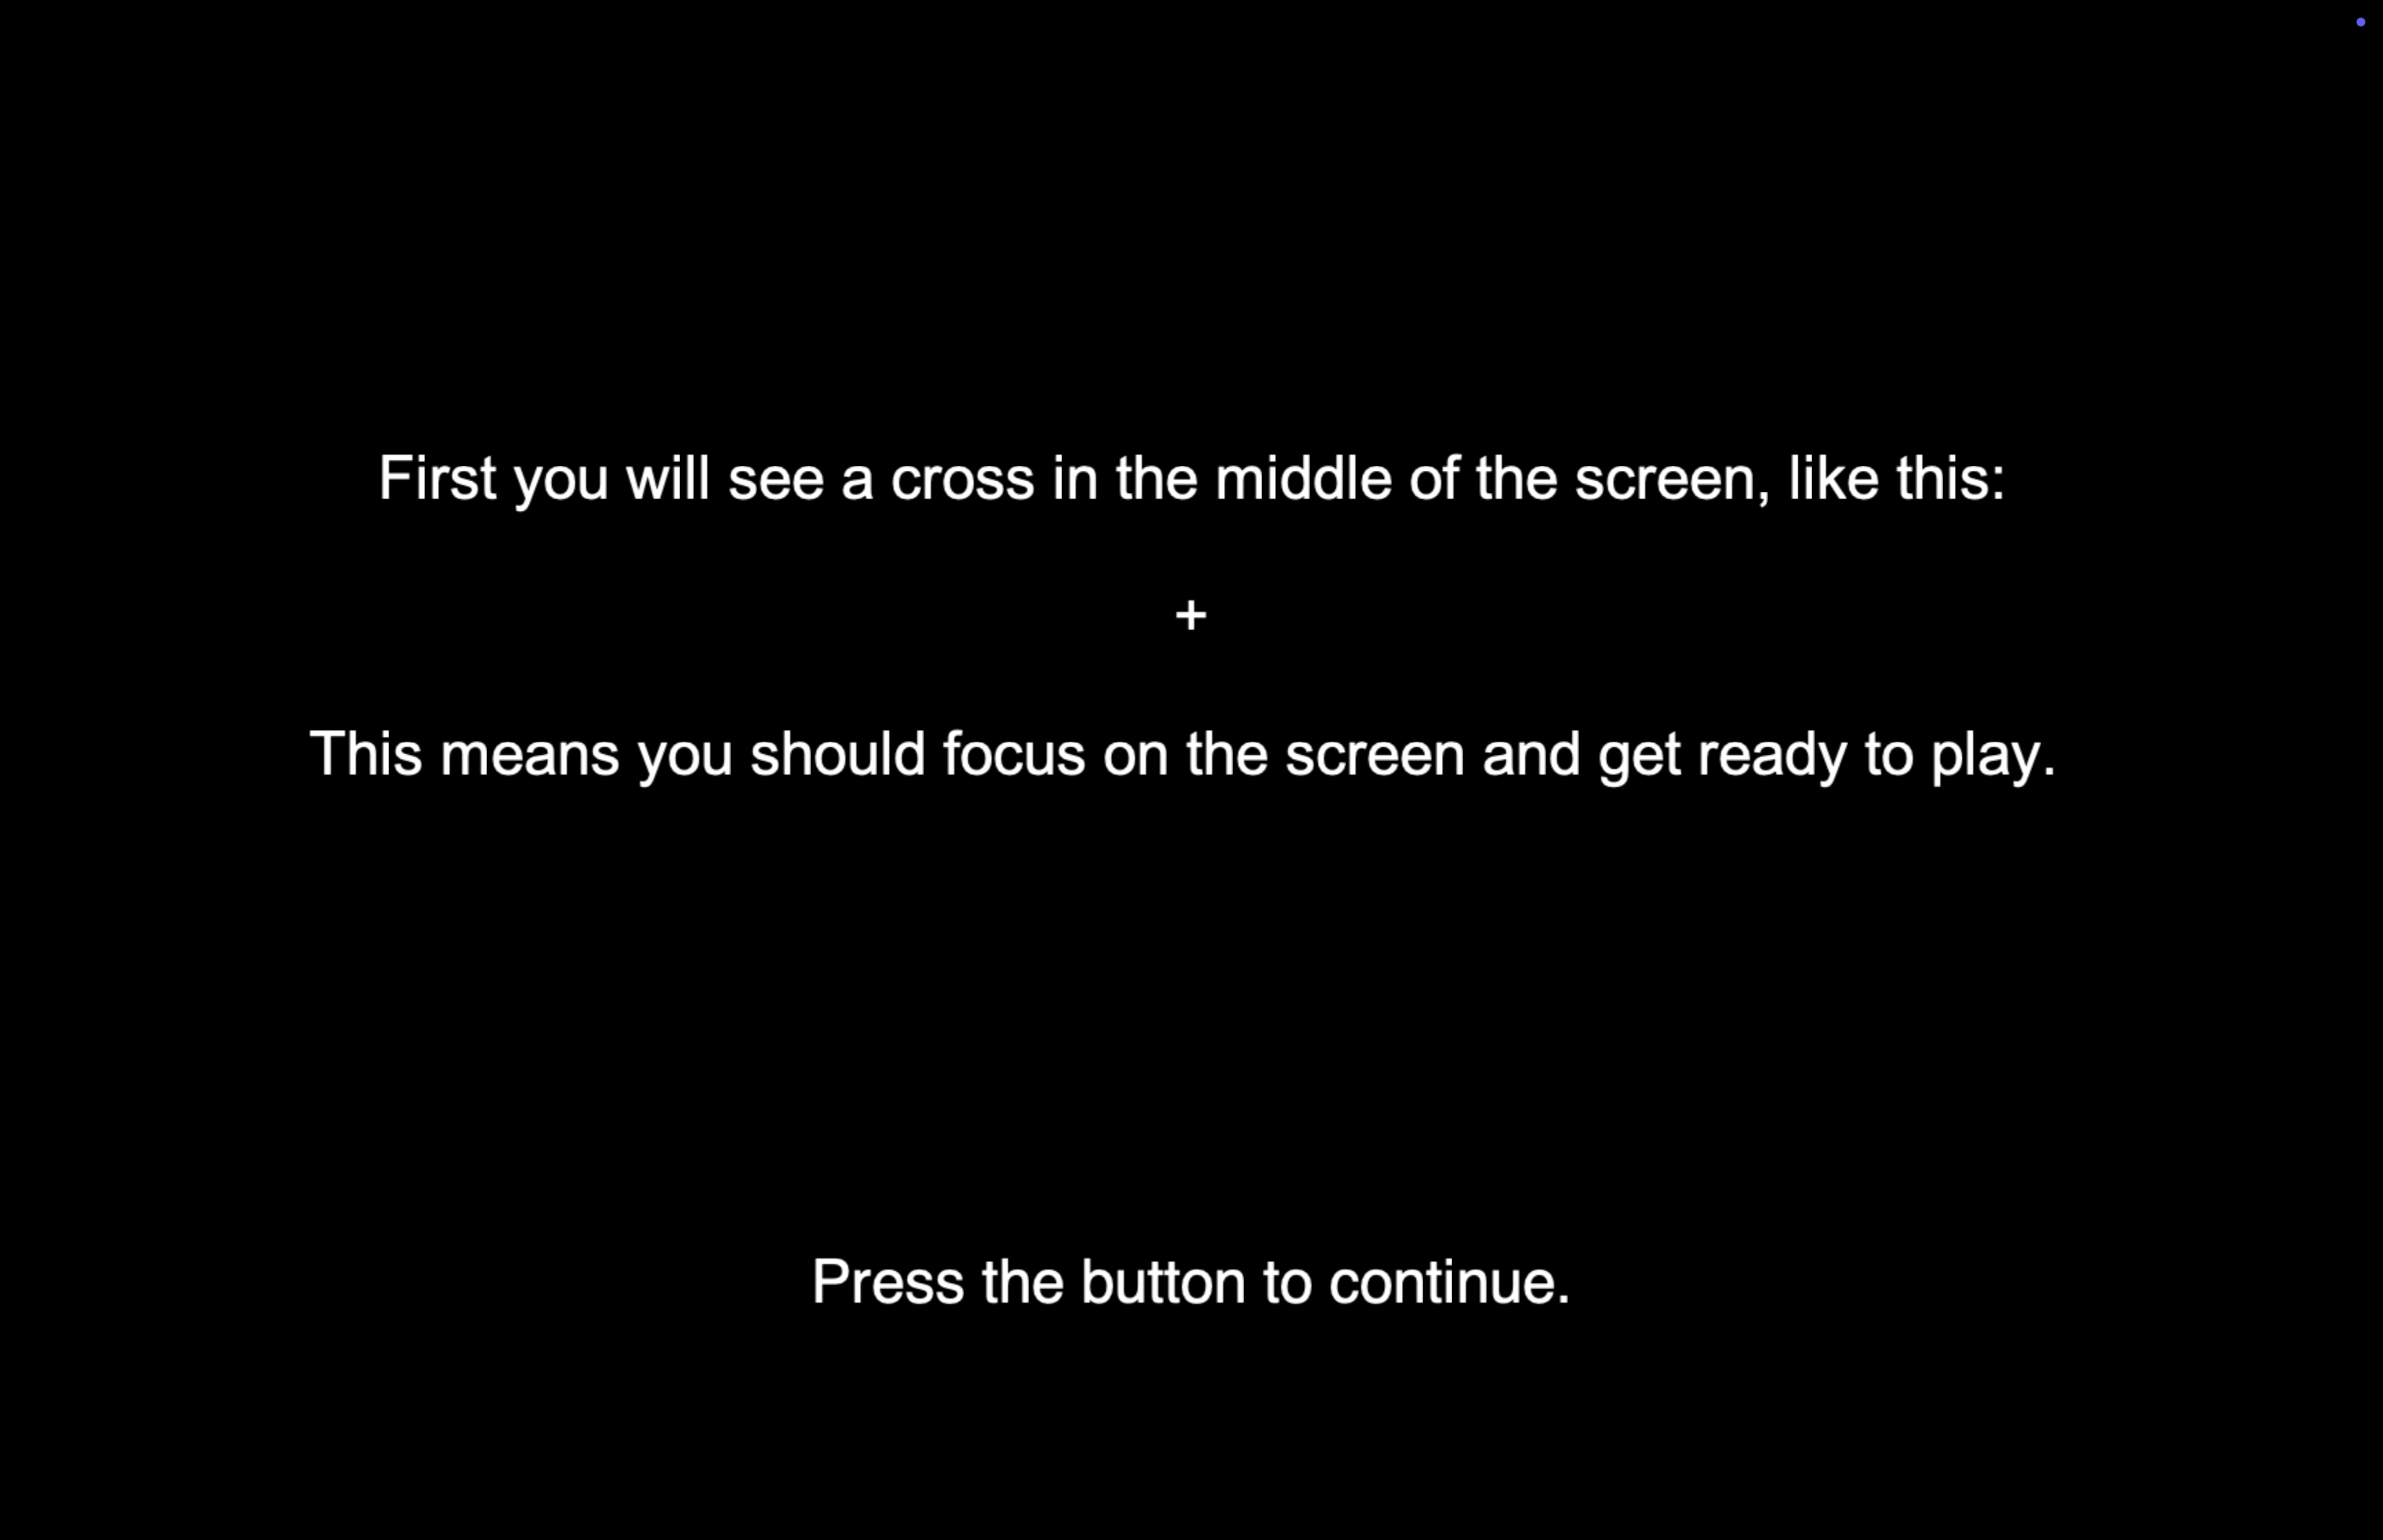 First you will see a cross in the middle of the screen, like this:
+
This means you should focus on the screen and get ready to play.
Press the button to continue.